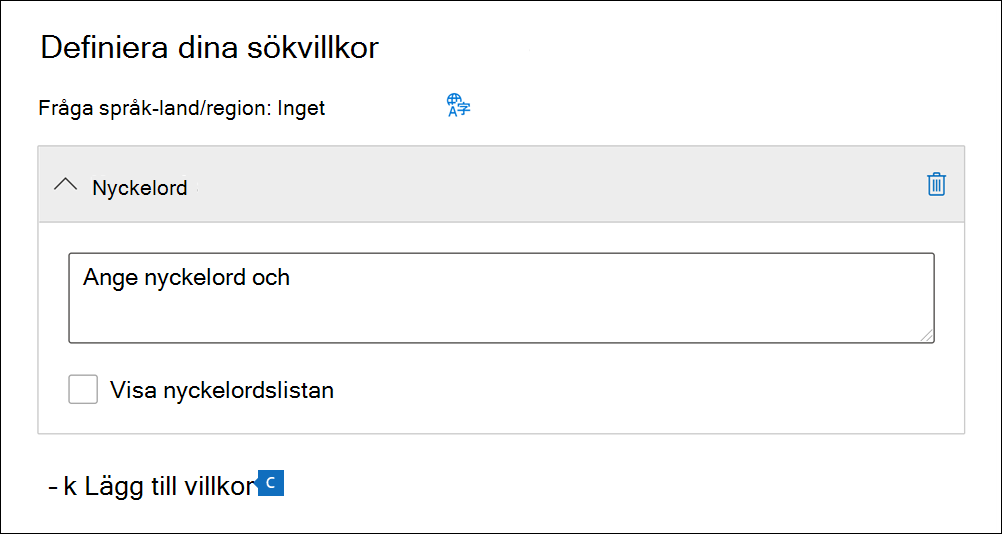 Definiera dina sökvillkor
Fråga språk-land/region: Inget
Nyckelord
Ange nyckelord och
Visa nyckelordslistan
- k Lägg till villkor C